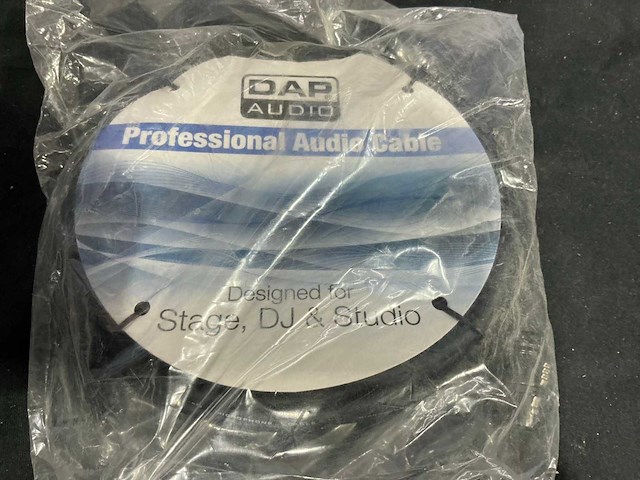 DAP
AUDIO
Professional Audio Cable
Designed for
Stage, DJ & Studio